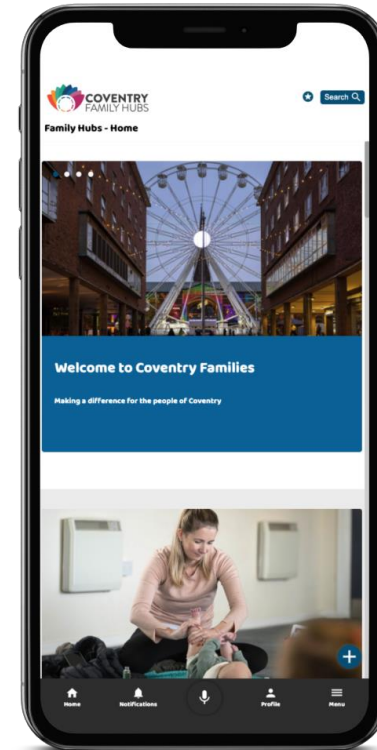 COVENTRY
FAMILY HUBS
Search
Family Hubs - Home
Welcome to Coventry Families
Making a difference for the people of Coventry
Home
Notifications
Profile
Menu